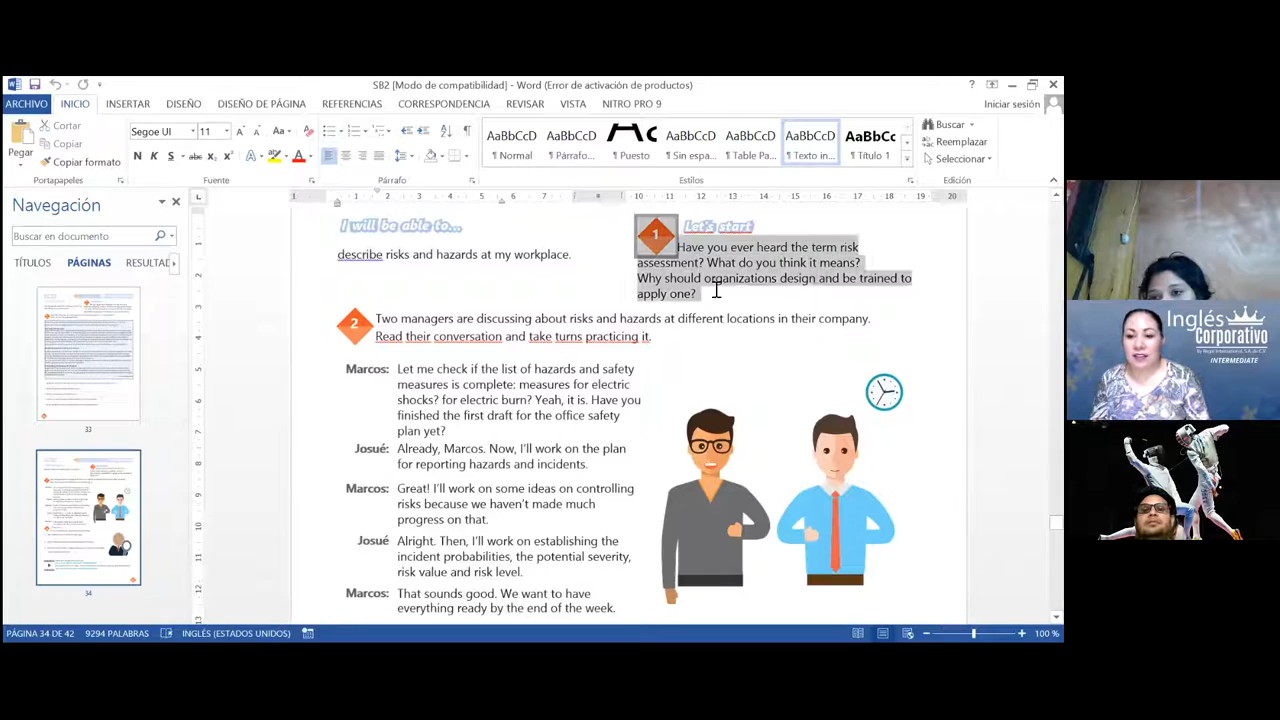 SB2 [Modo de compatibilidad] - Word (Error de activación de productos)
ARCHIVO INICIO INSERTAR DISEÑO DISEÑO DE PÁGINA REFERENCIAS CORRESPONDENCIA REVISAR VISTA NITRO PRO 9
Iniciar sesión
Pegar
Cortar
Copiar
Copiar formato
Portapapeles
Segoe UI 11
Fuente
Párrafo
AaBbCcD AaBbCcD AaBbCcD AaBbCcD AaBbCcD AaBbCc
¶ Normal ¶ Párrafo... ¶ Puesto ¶ Sin espa... ¶ Table Pa... ¶ Texto in... ¶ Título 1
Estilos
Buscar
Reemplazar
Seleccionar
Edición
Navegación
Buscar en documento
TÍTULOS PÁGINAS RESULTAD
33
34
I will be able to...
describe risks and hazards at my workplace.
1
Let's start
Have you ever heard the term risk
assessment? What do you think it means?
Why should organizations design and be trained to
apply one?
2
Two managers are deciding about risks and hazards at different locations in their company.
Read their conversation and take turns practicing it.
Marcos: Let me check if the list of hazards and safety
measures is complete: measures for electric
shocks? for electric burn? Yeah, it is. Have you
finished the first draft for the office safety
plan yet?
Josué: Already, Marcos. Now, I'll work on the plan
for reporting hazards and incidents.
Marcos: Great! I'll work on the ideas on controlling
risks because we haven't made much
progress on that.
Josué Alright. Then, I'll work on establishing the
incident probabilities, the potential severity,
risk value and risk level.
Marcos: That sounds good. We want to have
everything ready by the end of the week.
PÁGINA 34 DE 42 9294 PALABRAS INGLÉS (ESTADOS UNIDOS) 100 %
Inglés
Corporativo
INTERMEDIATE